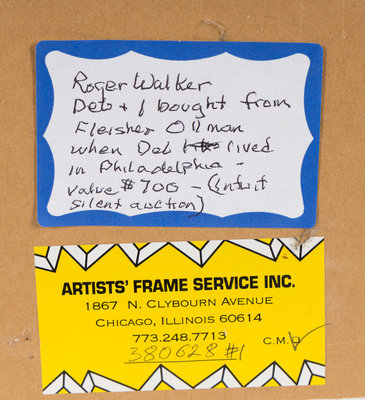 Roger Walker
Deb + I bought from
Fleisher Ollman
when Deb lived
in Philadelphia -
value $700 - (Intuit
silent auction)
ARTISTS' FRAME SERVICE INC.
1867 N. CLYBOURN AVENUE
CHICAGO, ILLINOIS 60614
773.248.7713
380628 #1
C.M.